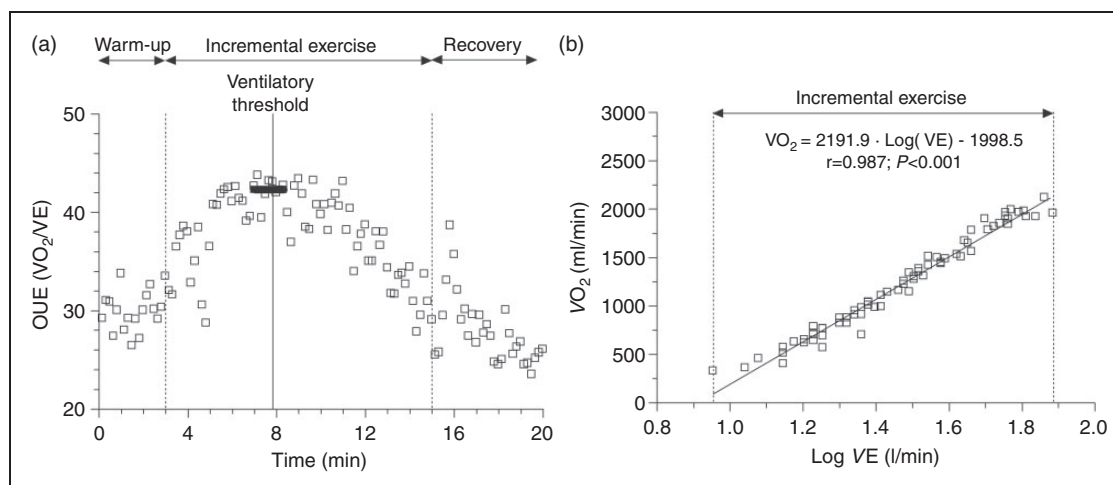 (a)
Warm-up
Incremental exercise
Recovery
Ventilatory
threshold
50
40
30
20
OUE (VO2/VE)
0
4
8
12
16
20
Time (min)
(b)
Incremental exercise
VO2 = 2191.9 · Log( VE) - 1998.5
r=0.987; P<0.001
3000
2500
2000
1500
1000
500
0
VO2 (ml/min)
0.8
1.0
1.2
1.4
1.6
1.8
2.0
Log VE (l/min)